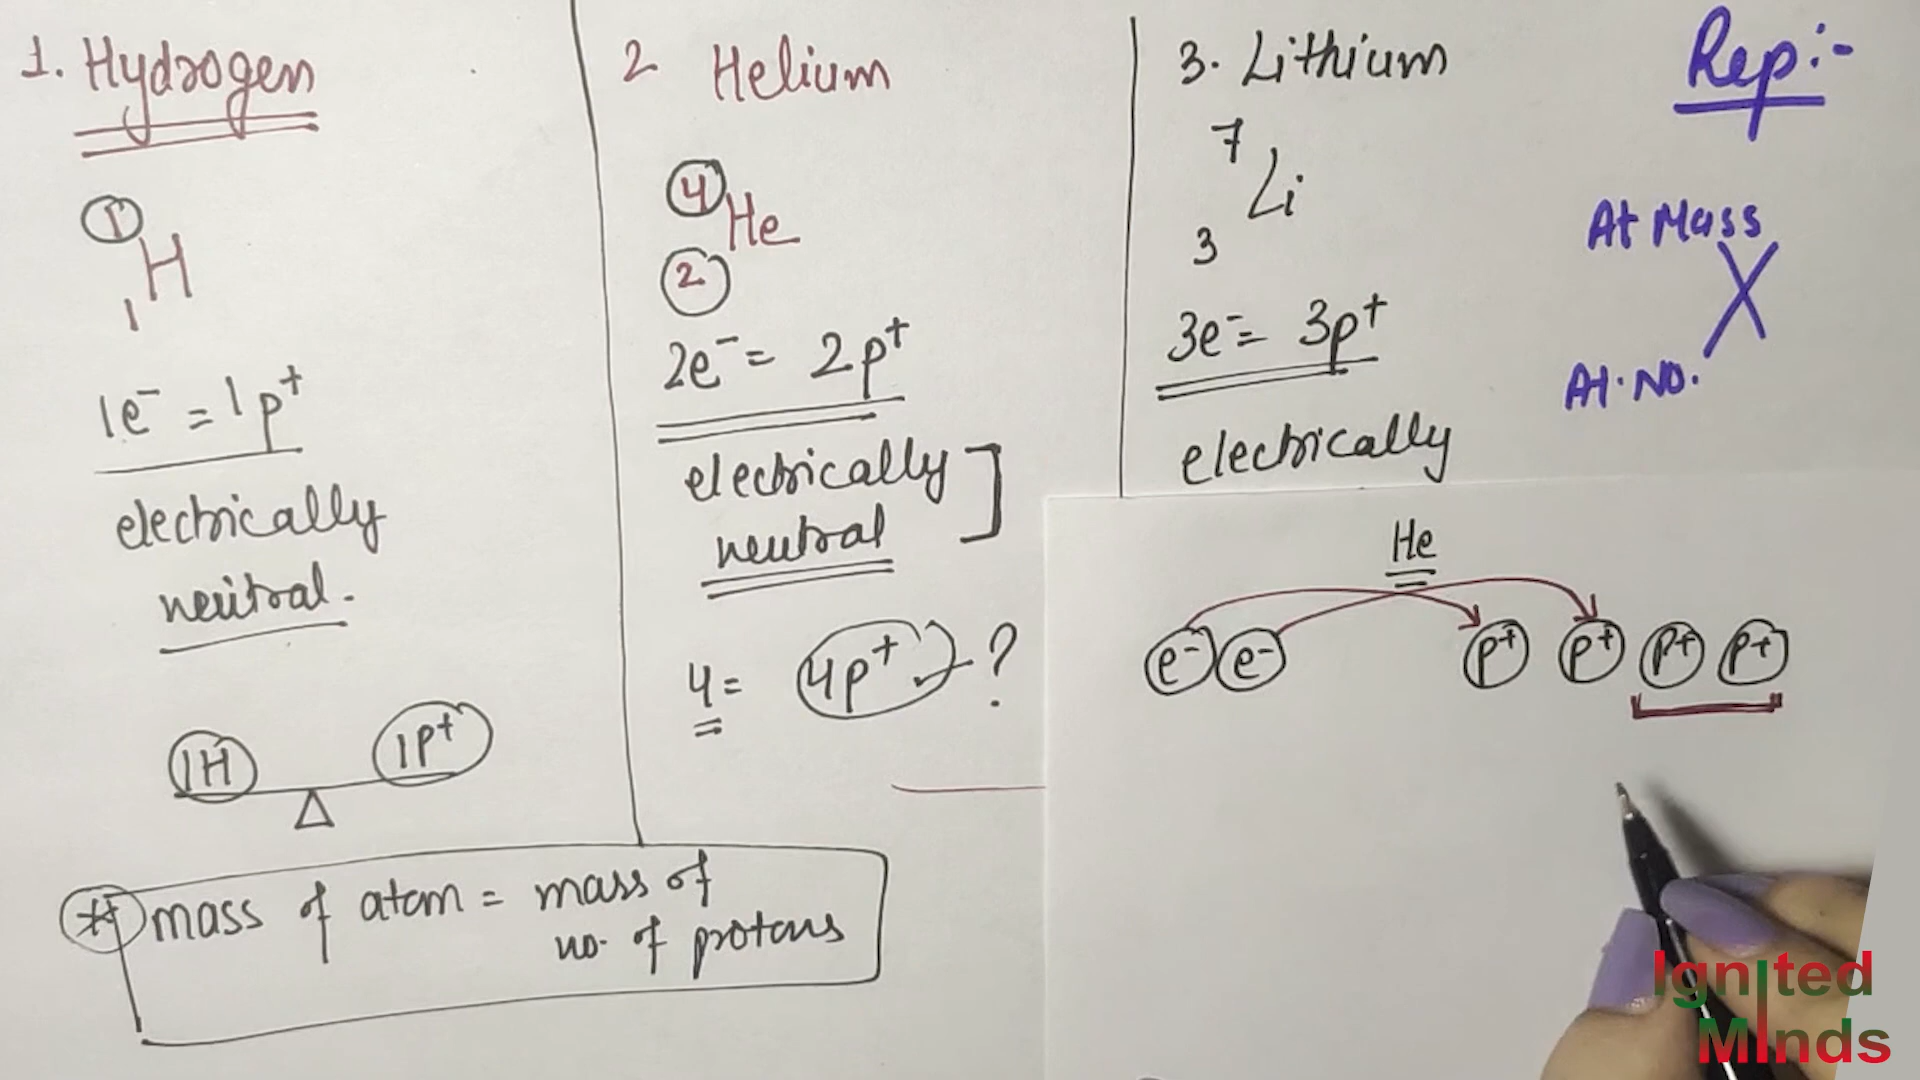 1. Hydrogen
1
H
1
1e⁻ = 1p⁺
electrically
neutral.
1H
1P⁺
2 Helium
4
He
2
2e⁻ = 2p⁺
electrically
neutral
4 = 4p⁺ ?
* mass of atom = mass of
no. of protons
3. Lithium
7
Li
3
3e⁻ = 3p⁺
electrically
Rep:-
At Mass
X
At. No.
He
e⁻ e⁻ p⁺ p⁺ p+ p+
Ignited
Minds